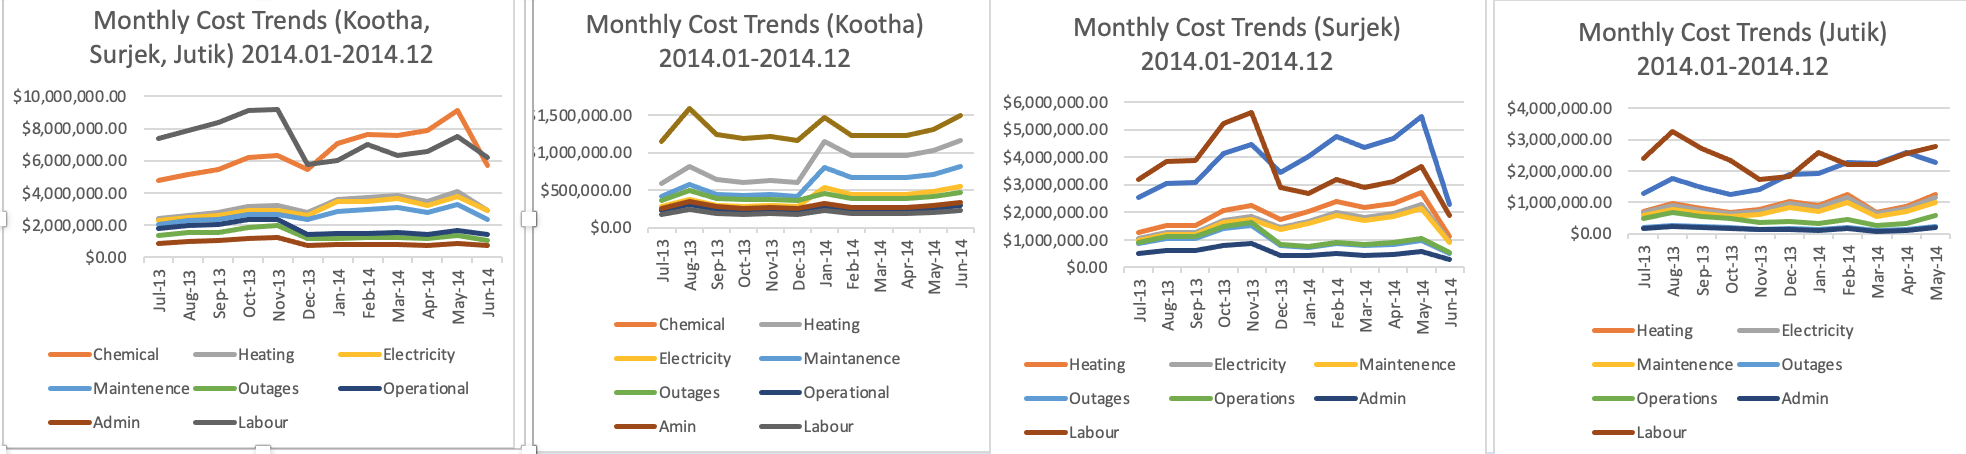 Monthly Cost Trends (Kootha,
Surjek, Jutik) 2014.01-2014.12
$10,000,000.00
$8,000,000.00
$6,000,000.00
$4,000,000.00
$2,000,000.00
$0.00
Jul-13
Aug-13
Sep-13
Oct-13
Nov-13
Dec-13
Jan-14
Feb-14
Mar-14
Apr-14
May-14
Jun-14
Chemical Heating Electricity
Maintenence Outages Operational
Admin Labour
Monthly Cost Trends (Kootha)
2014.01-2014.12
1,500,000.00
1,000,000.00
$500,000.00
$0.00
Jul-13
Aug-13
Sep-13
Oct-13
Nov-13
Dec-13
Jan-14
Feb-14
Mar-14
Apr-14
May-14
Jun-14
Chemical Heating
Electricity Maintanence
Outages Operational
Amin Labour
Monthly Cost Trends (Surjek)
2014.01-2014.12
$6,000,000.00
$5,000,000.00
$4,000,000.00
$3,000,000.00
$2,000,000.00
$1,000,000.00
$0.00
Jul-13
Aug-13
Sep-13
Oct-13
Nov-13
Dec-13
Jan-14
Feb-14
Mar-14
Apr-14
May-14
Jun-14
Heating Electricity Maintenence
Outages Operations Admin
Labour
Monthly Cost Trends (Jutik)
2014.01-2014.12
$4,000,000.00
$3,000,000.00
$2,000,000.00
$1,000,000.00
$0.00
Jul-13
Aug-13
Sep-13
Oct-13
Nov-13
Dec-13
Jan-14
Feb-14
Mar-14
Apr-14
May-14
Heating Electricity
Maintenence Outages
Operations Admin
Labour